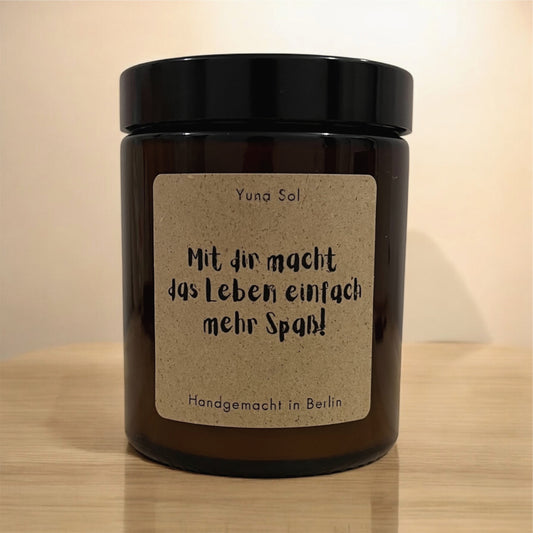 Yuna Sol
Mit dir macht
das Leben einfach
mehr Spaß!
Handgemacht in Berlin